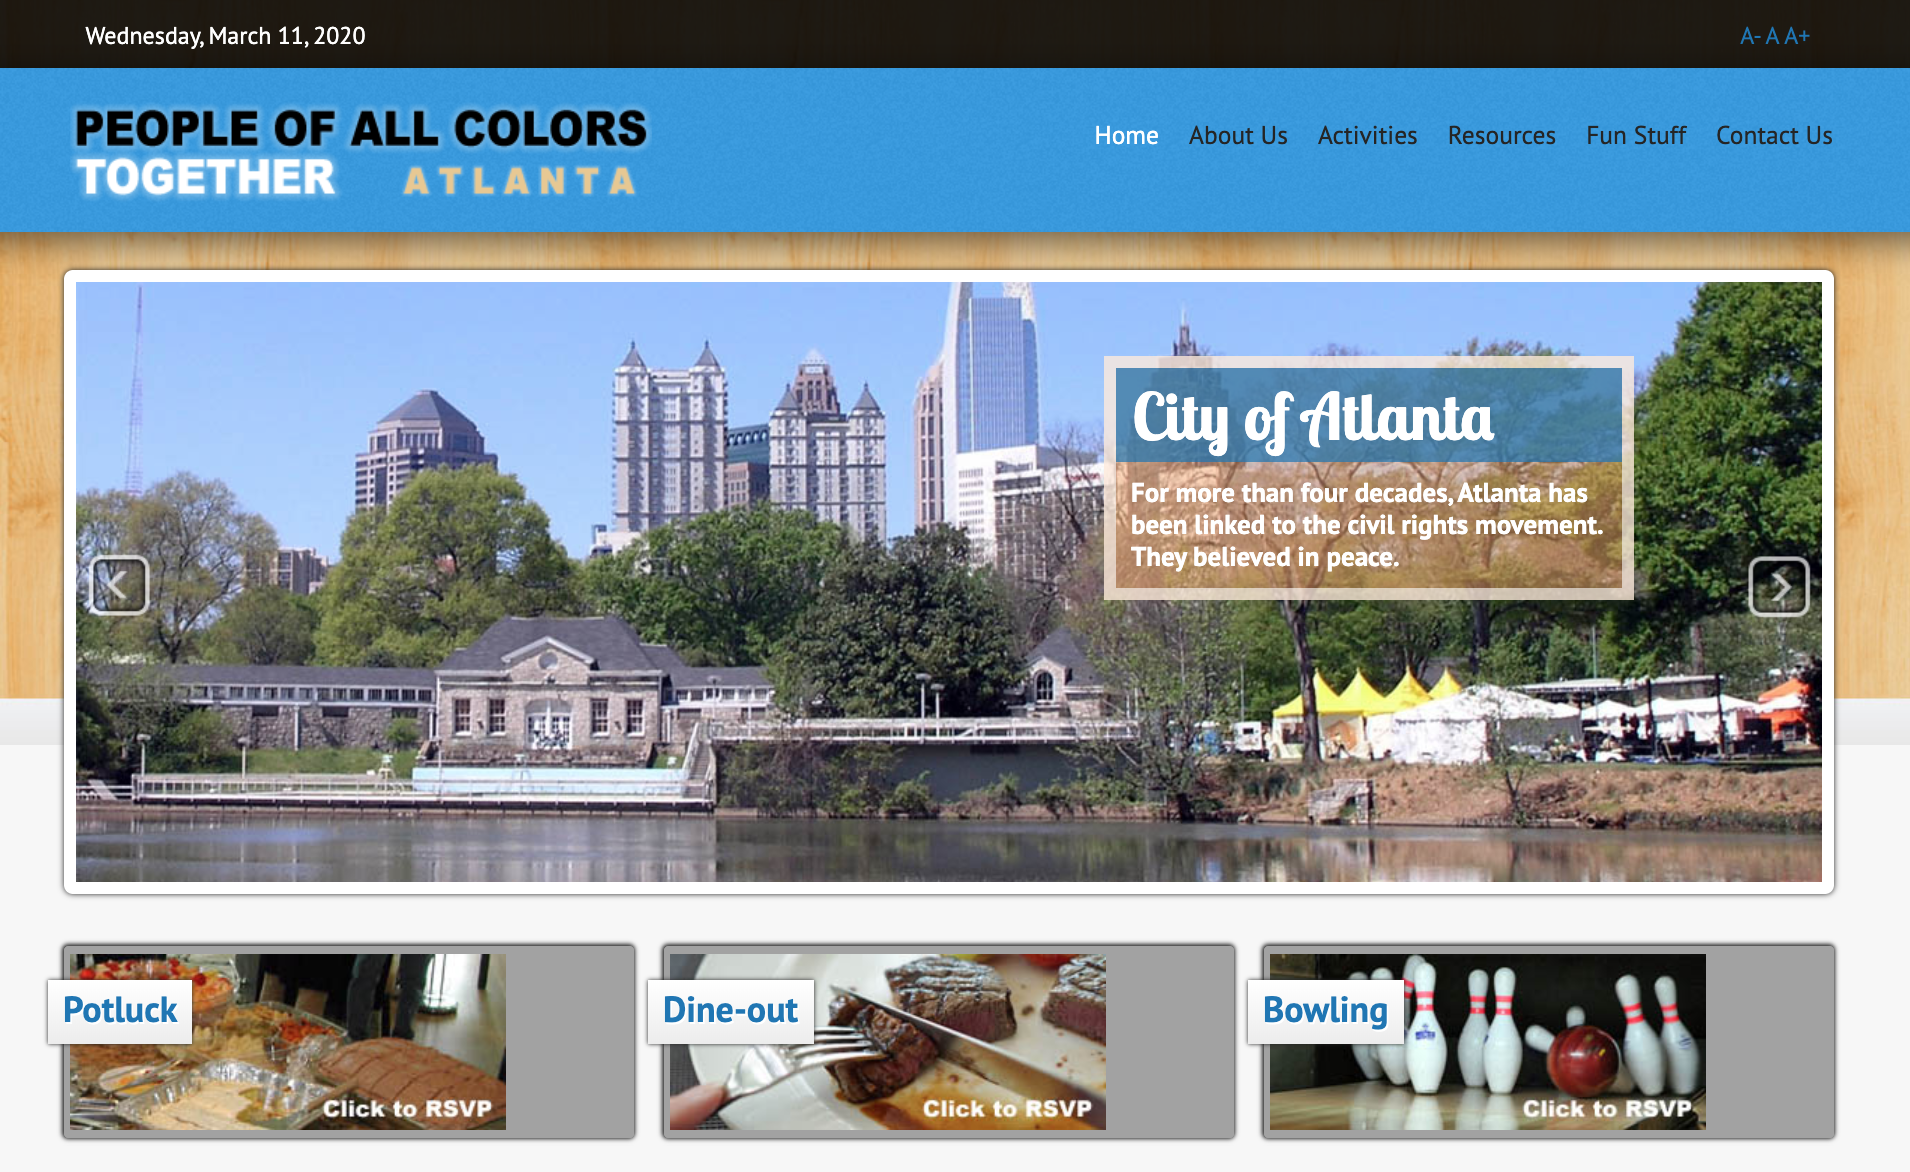 Wednesday, March 11, 2020
A- A A+
PEOPLE OF ALL COLORS
TOGETHER ATLANTA
Home About Us Activities Resources Fun Stuff Contact Us
City of Atlanta
For more than four decades, Atlanta has
been linked to the civil rights movement.
They believed in peace.
Potluck
Click to RSVP
Dine-out
Click to RSVP
Bowling
Click to RSVP